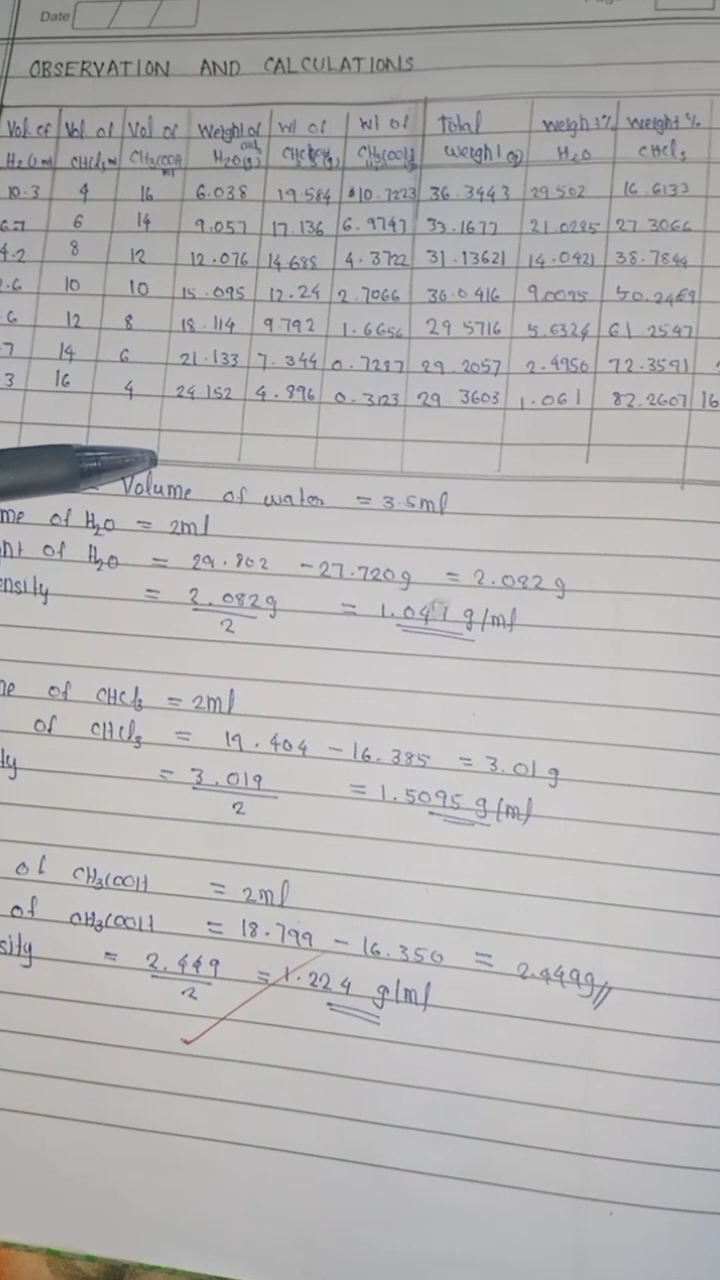 Date
OBSERVATION AND CALCULATIONS
Vol. of H2O(ml Vol. of CHCl3 Vol of CH3COOH ml Weight of H2O(g) wt of wt of CH3COOH Total weight (g) weight % H2O weight % CHCl3
10.3 4 16 6.038 19.584 10.7223 36.3443 29.502 16.6133
6.7 6 14 9.057 17.136 6.9747 33.1677 21.0285 27.3066
4.2 8 12 12.076 14.688 4.3722 31.13621 14.0421 38.7844
2.6 10 10 15.095 12.24 2.7066 30.0416 9.0095 50.2469
.6 12 8 18.114 9.792 1.6656 29.5716 5.6324 61.2547
7 14 6 21.133 7.344 0.7287 29.2057 2.4950 72.3591
3 16 4 24.152 4.896 0.3123 29.3603 1.061 82.2607 16
Volume of water = 3.5ml
me of H2O = 2ml
of H2O = 29.802 - 27.720g = 2.082g
ensity = 2.082g / 2 = 1.041 g/ml
me of CHCl3 = 2ml
of CHCl3 = 19.404 - 16.385 = 3.01g
ty = 3.019 / 2 = 1.5095 g/ml
of CH3COOH = 2ml
of CH3COOH = 18.799 - 16.350 = 2.449g//
sity = 2.449 / 2 = 1.224 g/ml